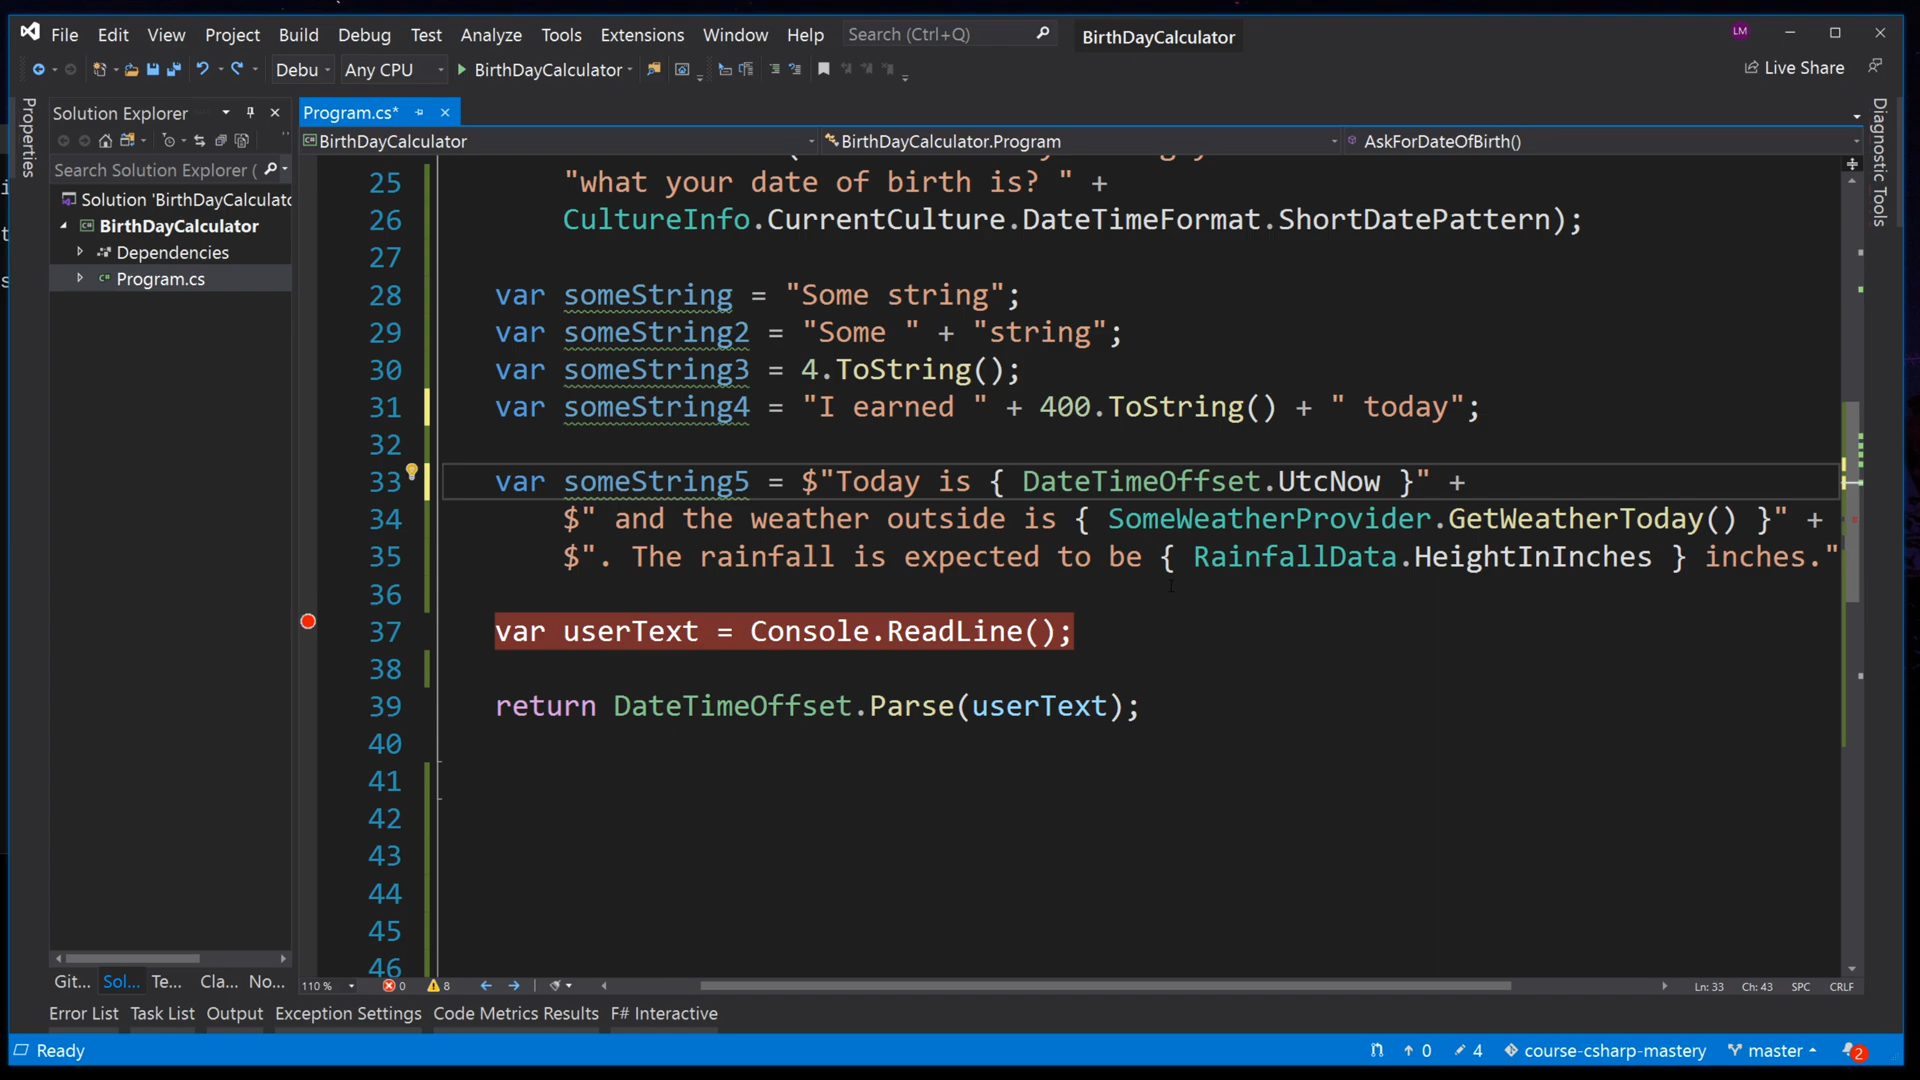 File Edit View Project Build Debug Test Analyze Tools Extensions Window Help Search (Ctrl+Q) BirthDayCalculator LM
Debu Any CPU BirthDayCalculator Live Share
Properties
Solution Explorer
Search Solution Explorer (
Solution 'BirthDayCalculato
BirthDayCalculator
Dependencies
Program.cs
Program.cs*
BirthDayCalculator BirthDayCalculator.Program AskForDateOfBirth()
25 "what your date of birth is? " +
26 CultureInfo.CurrentCulture.DateTimeFormat.ShortDatePattern);
27
28 var someString = "Some string";
29 var someString2 = "Some " + "string";
30 var someString3 = 4.ToString();
31 var someString4 = "I earned " + 400.ToString() + " today";
32
33 var someString5 = $"Today is { DateTimeOffset.UtcNow }" +
34 $" and the weather outside is { SomeWeatherProvider.GetWeatherToday() }" +
35 $". The rainfall is expected to be { RainfallData.HeightInInches } inches."
36
37 var userText = Console.ReadLine();
38
39 return DateTimeOffset.Parse(userText);
40
41
42
43
44
45
46
Diagnostic Tools
Git... Sol... Te... Cla... No...
110 % 0 8 Ln: 33 Ch: 43 SPC CRLF
Error List Task List Output Exception Settings Code Metrics Results F# Interactive
Ready 0 4 course-csharp-mastery master 2